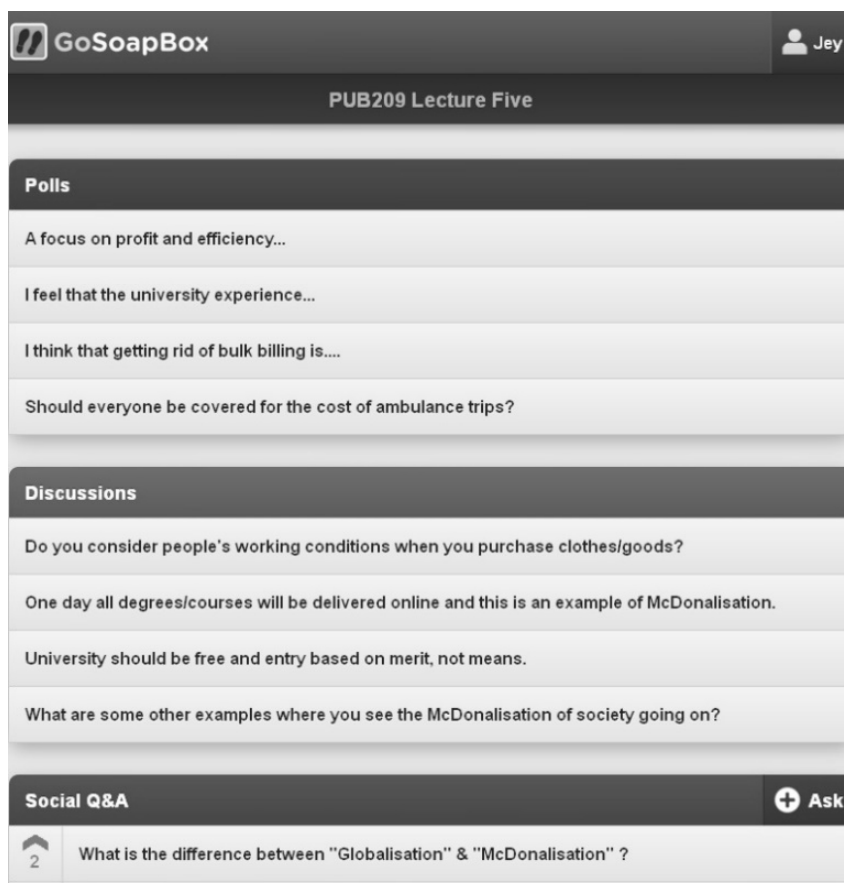 GoSoapBox
Jey
PUB209 Lecture Five
Polls
A focus on profit and efficiency...
I feel that the university experience...
I think that getting rid of bulk billing is....
Should everyone be covered for the cost of ambulance trips?
Discussions
Do you consider people's working conditions when you purchase clothes/goods?
One day all degrees/courses will be delivered online and this is an example of McDonalisation.
University should be free and entry based on merit, not means.
What are some other examples where you see the McDonalisation of society going on?
Social Q&A
Ask
2
What is the difference between "Globalisation" & "McDonalisation" ?